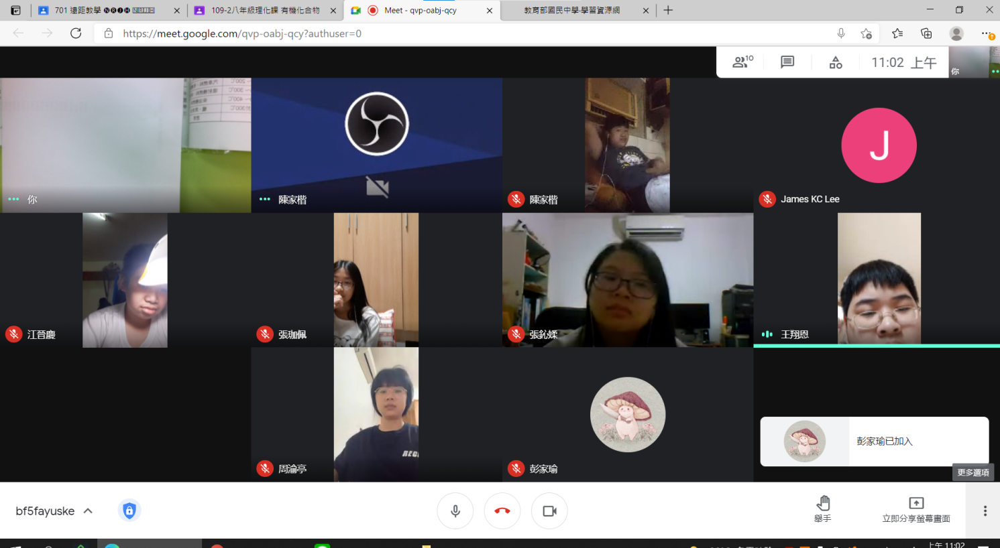 701 遠距教學 🅝🅡🅙🅗 🄽🅁🄹🄷
109-2八年級理化課 有機化合物
Meet - qvp-oabj-qcy
教育部國民中學-學習資源網
https://meet.google.com/qvp-oabj-qcy?authuser=0
10
11:02 上午
你
你
陳家楷
陳家楷
J
James KC Lee
江晉慶
張珈佩
張鈊媃
王翔恩
周渝亭
彭家瑜
彭家瑜已加入
更多選項
bf5fayuske
舉手
立即分享螢幕畫面
上午 11:02